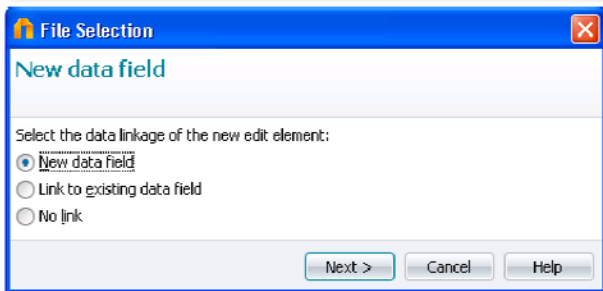 File Selection
New data field
Select the data linkage of the new edit element:
New data field
Link to existing data field
No link
Next > Cancel Help